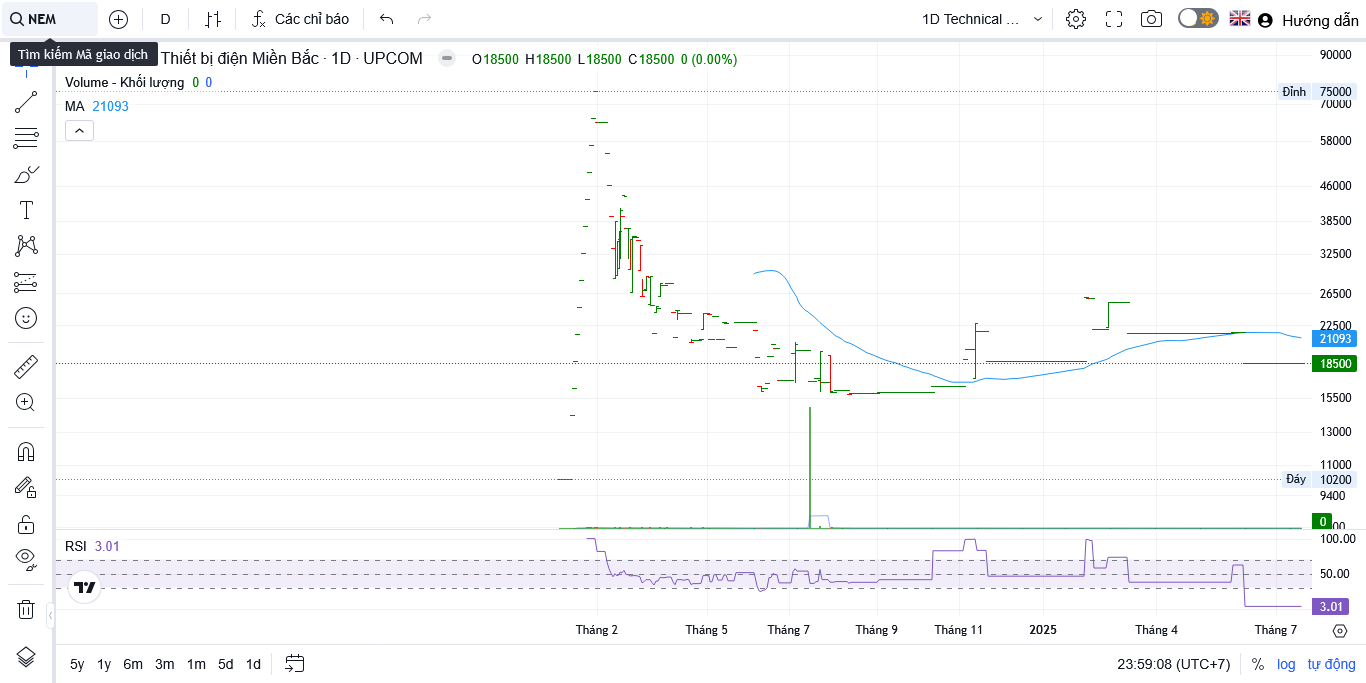 NEM D Các chỉ báo 1D Technical ... Hướng dẫn
Tìm kiếm Mã giao dịch
Thiết bị điện Miền Bắc · 1D · UPCOM O18500 H18500 L18500 C18500 0 (0.00%)
Volume - Khối lượng 0 0
MA 21093
90000
Đỉnh 75000
70000
58000
46000
38500
32500
26500
22500
21093
18500
15500
13000
11000
Đáy 10200
9400
0
RSI 3.01
100.00
50.00
3.01
Tháng 2 Tháng 5 Tháng 7 Tháng 9 Tháng 11 2025 Tháng 4 Tháng 7
5y 1y 6m 3m 1m 5d 1d 23:59:08 (UTC+7) % log tự động